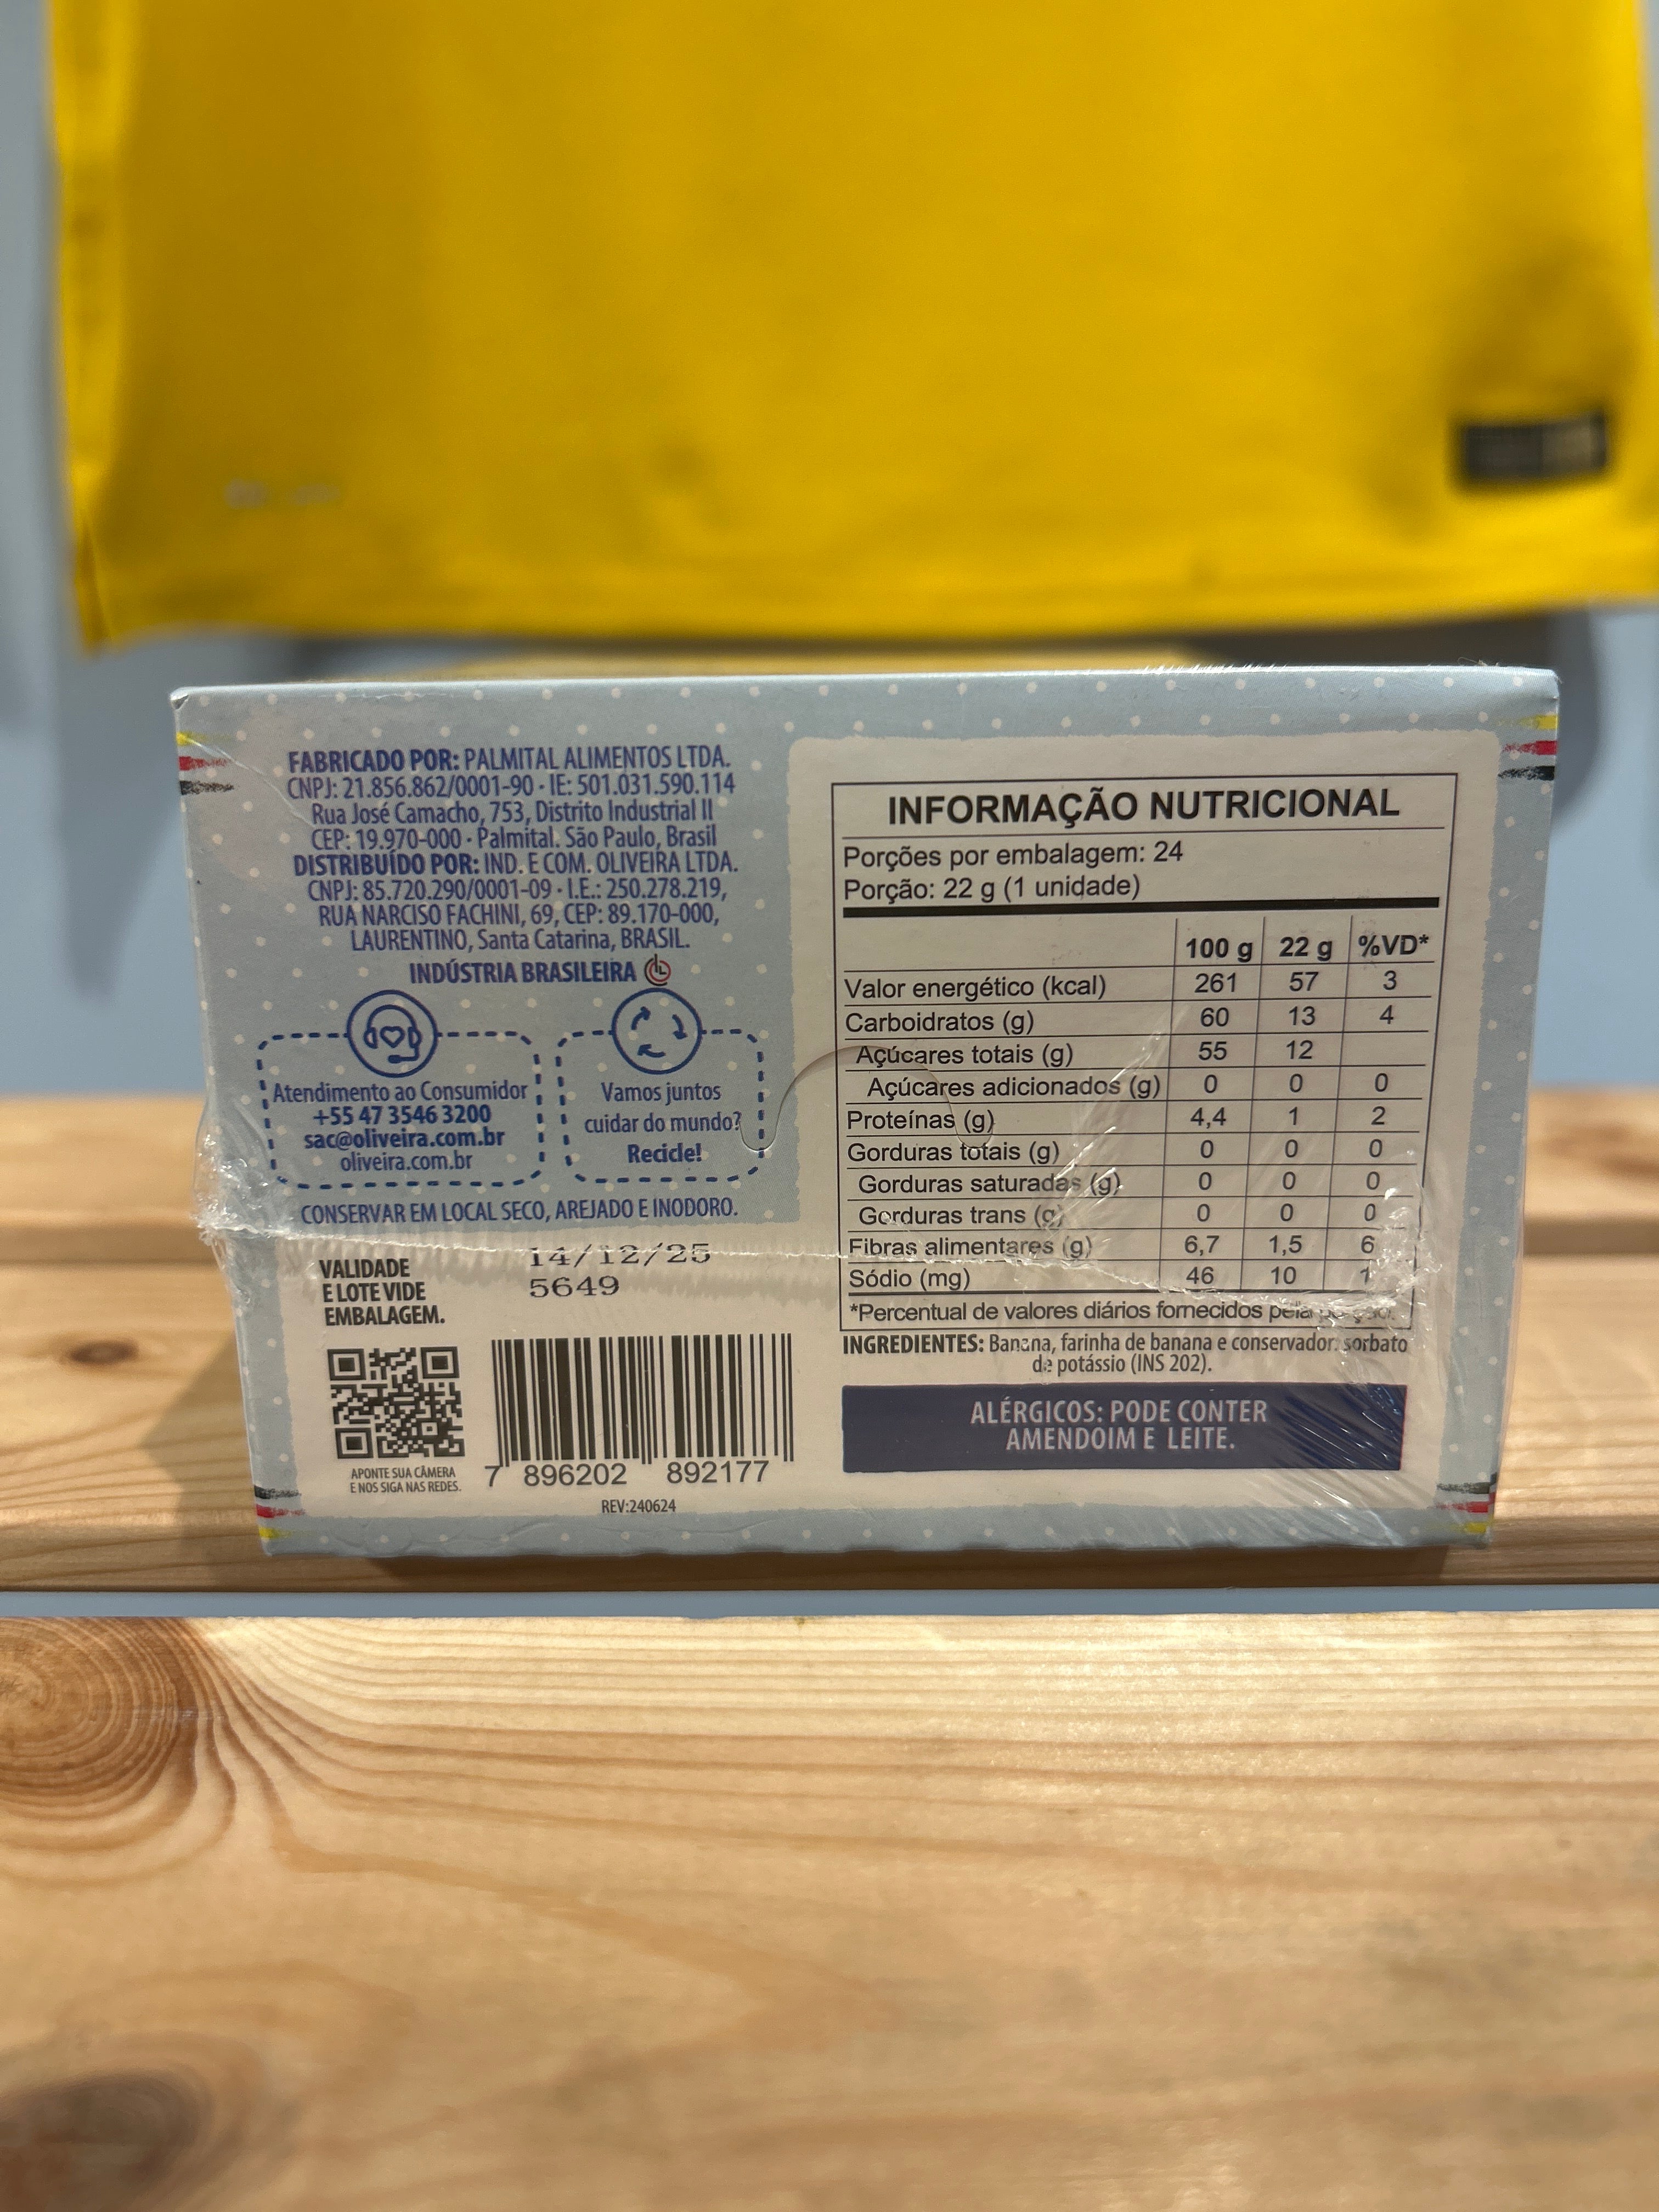 FABRICADO POR: PALMITAL ALIMENTOS LTDA.
CNPJ: 21.856.862/0001-90 - IE: 501.031.590.114
Rua José Camacho, 753, Distrito Industrial II
CEP: 19.970-000 - Palmital. São Paulo, Brasil
DISTRIBUÍDO POR: IND. E COM. OLIVEIRA LTDA.
CNPJ: 85.720.290/0001-09 - I.E.: 250.278.219,
RUA NARCISO FACHINI, 69, CEP: 89.170-000,
LAURENTINO, Santa Catarina, BRASIL.
INDÚSTRIA BRASILEIRA
Atendimento ao Consumidor
+55 47 3546 3200
sac@oliveira.com.br
oliveira.com.br
Vamos juntos
cuidar do mundo?
Recicle!
CONSERVAR EM LOCAL SECO, AREJADO E INODORO.
VALIDADE
E LOTE VIDE
EMBALAGEM.
14/12/25
5649
APONTE SUA CÂMERA
E NOS SIGA NAS REDES.
7 896202 892177
REV:240624
INFORMAÇÃO NUTRICIONAL
Porções por embalagem: 24
Porção: 22 g (1 unidade)
100 g 22 g %VD*
Valor energético (kcal) 261 57 3
Carboidratos (g) 60 13 4
Açúcares totais (g) 55 12
Açúcares adicionados (g) 0 0 0
Proteínas (g) 4,4 1 2
Gorduras totais (g) 0 0 0
Gorduras saturadas (g) 0 0 0
Gorduras trans (g) 0 0 0
Fibras alimentares (g) 6,7 1,5 6
Sódio (mg) 46 10 1
*Percentual de valores diários fornecidos pela porção.
INGREDIENTES: Banana, farinha de banana e conservador: sorbato
de potássio (INS 202).
ALÉRGICOS: PODE CONTER
AMENDOIM E LEITE.